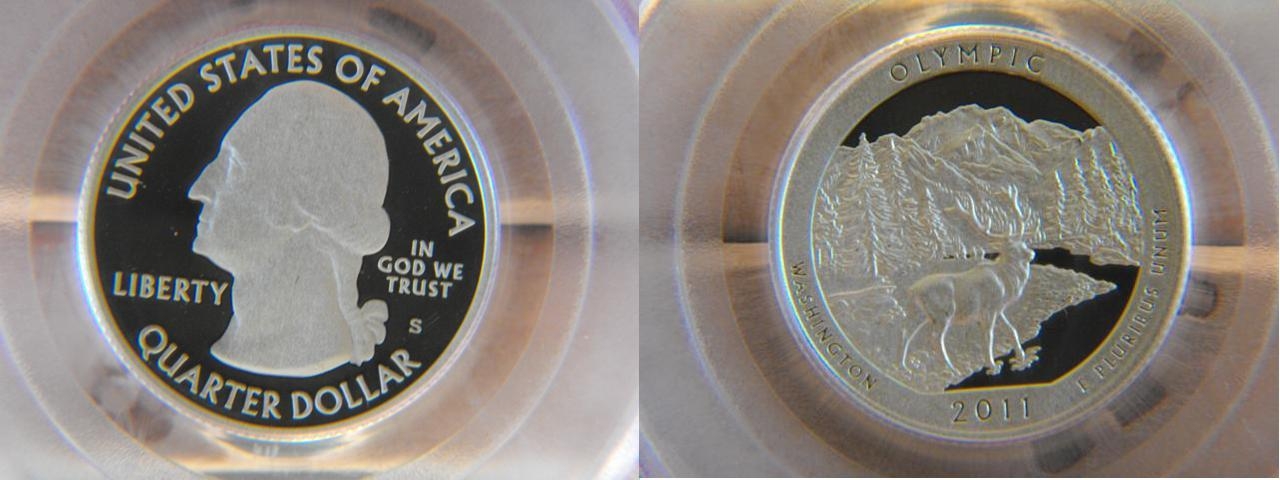 UNITED STATES OF AMERICA
LIBERTY
IN
GOD WE
TRUST
S
QUARTER DOLLAR
OLYMPIC
WASHINGTON
2011
E PLURIBUS UNUM